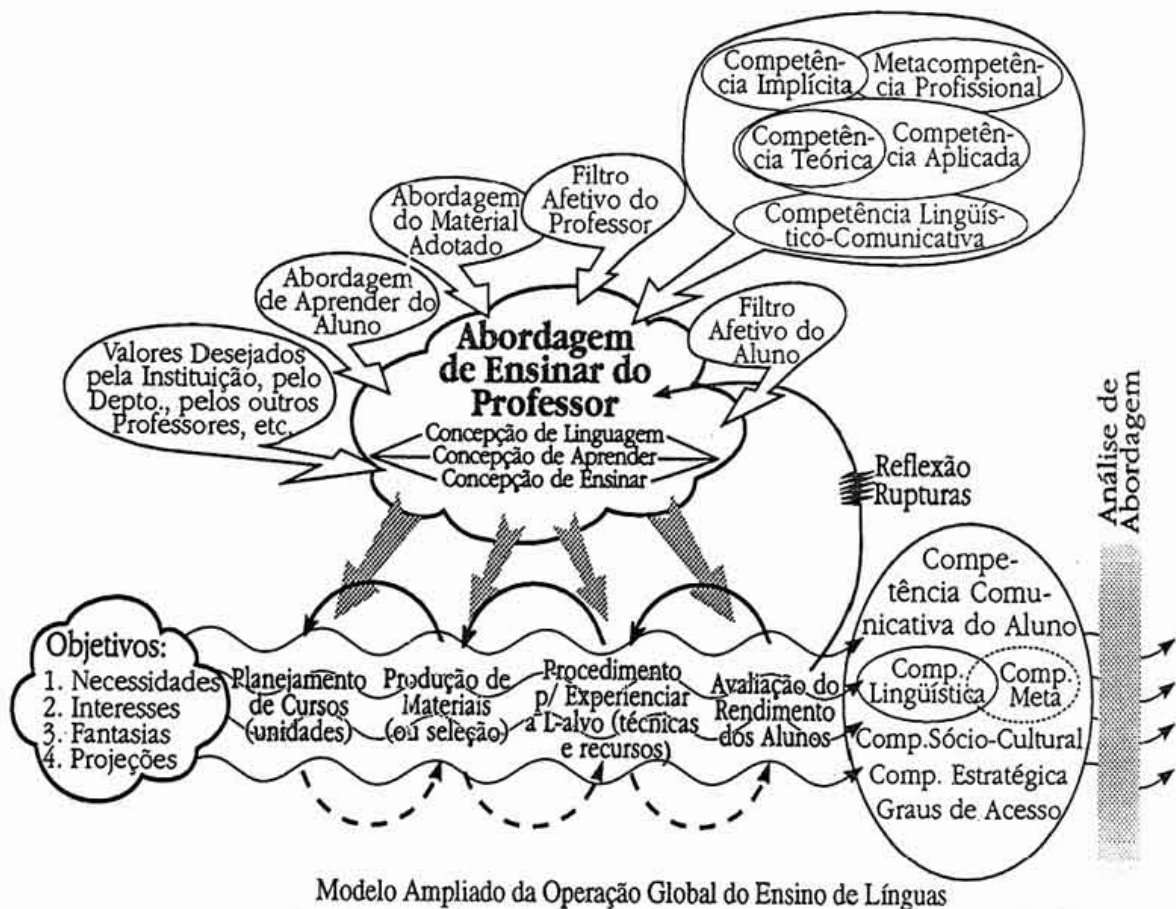 Competên-
cia Implícita
Metacompetên-
cia Profissional
Competên-
cia Teórica
Competên-
cia Aplicada
Competência Lingüís-
tico-Comunicativa
Filtro
Afetivo do
Professor
Abordagem
do Material
Adotado
Abordagem
de Aprender do
Aluno
Valores Desejados
pela Instituição, pelo
Depto., pelos outros
Professores, etc.
Filtro
Afetivo do
Aluno
Abordagem
de Ensinar do
Professor
Concepção de Linguagem
Concepção de Aprender
Concepção de Ensinar
Reflexão
Rupturas
Análise de
Abordagem
Objetivos:
1. Necessidades
2. Interesses
3. Fantasias
4. Projeções
Planejamento
de Cursos
(unidades)
Produção de
Materiais
(ou seleção)
Procedimento
p/ Experienciar
a L-alvo (técnicas
e recursos)
Avaliação do
Rendimento
dos Alunos
Compe-
tência Comu-
nicativa do Aluno
Comp.
Lingüística
Comp.
Meta
Comp.Sócio-Cultural
Comp. Estratégica
Graus de Acesso
Modelo Ampliado da Operação Global do Ensino de Línguas